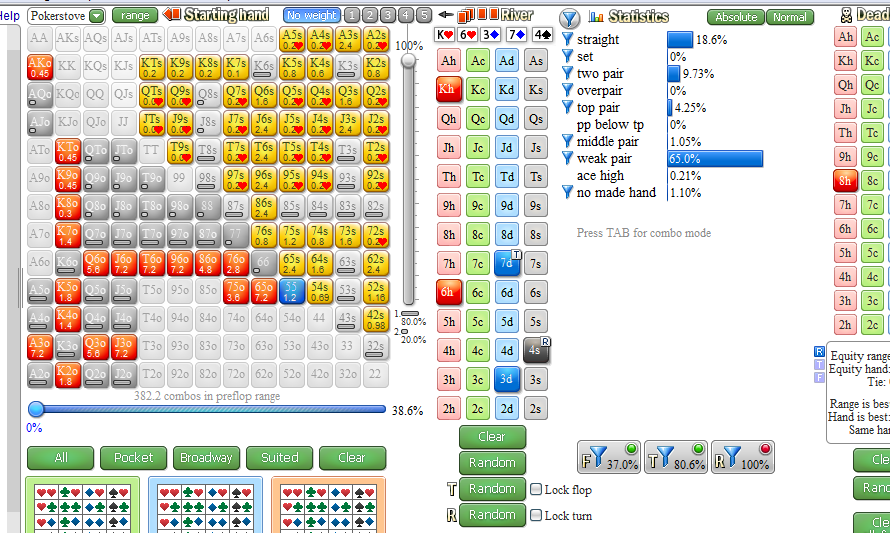 Help Pokerstove range Starting hand No weight 1 2 3 4 5 River Statistics Absolute Normal Dead
K♥ 6♥ 3♦ 7♦ 4♠
100%
AA AKs AQs AJs ATs A5s 0.2 A4s 0.2 A3s 2.4 A2s 0.2
AKo 0.45 KK KQs KJs KTs 0.2 K9s 0.2 K8s 0.2 K7s 0.1 K6s K5s 0.8 K4s 0.6 K3s K2s 0.8
AQo KQo QQ QJs QTs 0.2 Q9s 0.2 Q8s Q7s 0.2 Q6s 1.6 Q5s 0.2 Q4s 0.2 Q3s 1.6 Q2s 0.2
AJo KJo JJ JTs 0.2 J9s 0.2 J8s J7s 0.2 J6s 2.4 J5s 0.2 J4s 0.2 J3s 2.4 J2s 0.2
ATo KTo 0.45 QTo JTo TT T9s 0.2 T8s T7s 0.2 T6s 2.4 T5s 0.2 T4s 0.2 T3s 2.4 T2s 0.2
A9o K9o 0.45 Q9o J9o T9o 99 98s 97s 0.2 96s 2.4 95s 0.2 94s 0.2 93s 2.4 92s 0.2
A8o K8o 0.3 Q8o J8o T8o 98o 88 87s 86s 2.4 85s 84s 83s 82s
A7o K7o 1.4 Q7o J7o T7o 97o 87o 77 76s 0.8 75s 1.2 74s 0.8 73s 1.6 72s 0.2
A6o K6o Q6o 5.6 J6o 7.2 T6o 7.2 96o 7.2 86o 4.8 76o 2.8 66 65s 2.4 64s 1.6 63s 62s 2.4
A5o K5o 1.8 Q5o J5o T5o 95o 85o 75o 3.6 65o 7.2 55 1.2 54s 0.69 53s 52s 1.16
A4o K4o 1.4 Q4o J4o T4o 94o 84o 74o 64o 54o 44 43s 42s 0.98
A3o 7.2 K3o Q3o 5.6 J3o 7.2 T3o 93o 83o 73o 63o 53o 43o 33 32s
A2o K2o 1.8 Q2o J2o T2o 92o 82o 72o 62o 52o 42o 32o 22
1 80.0%
2 20.0%
382.2 combos in preflop range
38.6%
0%
All Pocket Broadway Suited Clear
Ah Ac Ad As
Kh Kc Kd Ks
Qh Qc Qd Qs
Jh Jc Jd Js
Th Tc Td Ts
9h 9c 9d 9s
8h 8c 8d 8s
7h 7c 7d T 7s
6h 6c 6d 6s
5h 5c 5d 5s
4h 4c 4d 4s R
3h 3c 3d 3s
2h 2c 2d 2s
Clear
Random
T Random Lock flop
R Random Lock turn
straight 18.6%
set 0%
two pair 9.73%
overpair 0%
top pair 4.25%
pp below tp 0%
middle pair 1.05%
weak pair 65.0%
ace high 0.21%
no made hand 1.10%
Press TAB for combo mode
F 37.0% T 80.6% R 100%
Ah Ac
Kh Kc
Qh Qc
Jh Jc
Th Tc
9h 9c
8h 8c
7h 7c
6h 6c
5h 5c
4h 4c
3h 3c
2h 2c
R Equity range
T Equity hand:
F Tie:
Range is bes
Hand is best:
Same han
Cle
Rand
Cle